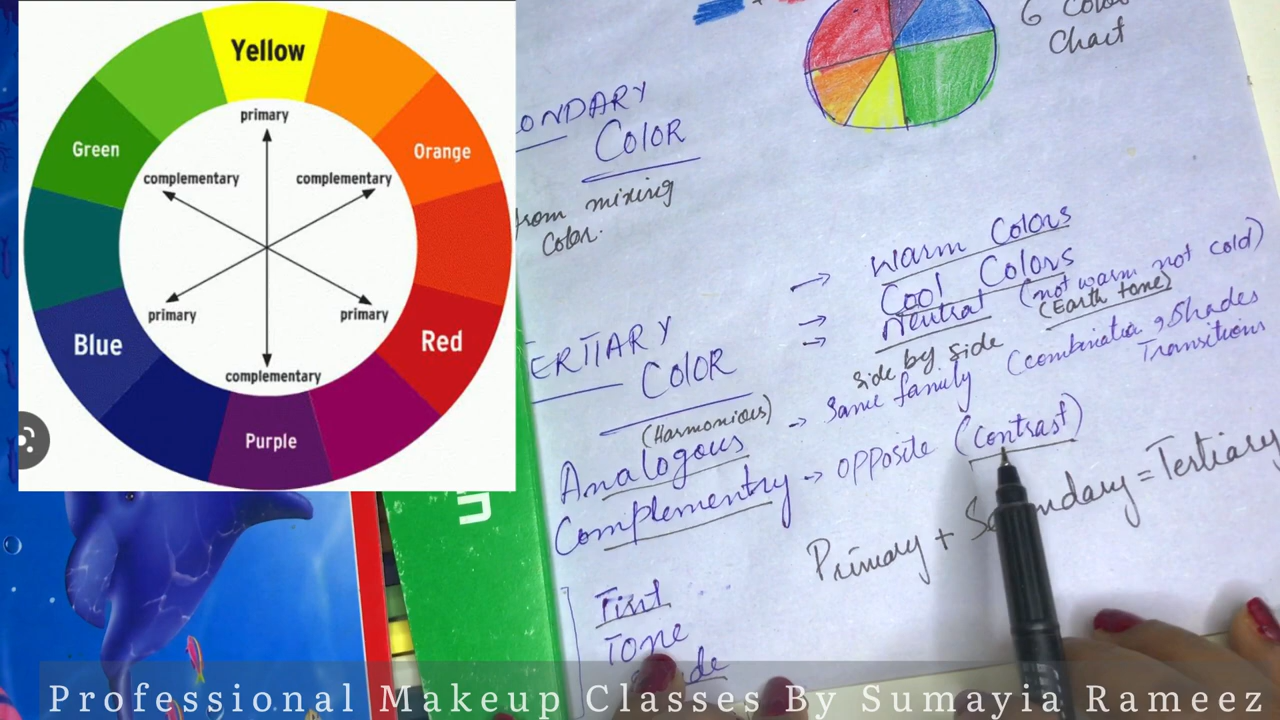 Yellow
primary
Green
Orange
complementary
complementary
primary
primary
Blue
Red
complementary
Purple
6 Color
Chart
ONDARY
Color
from mixing
Color.
→ Warm Colors
→ Cool Colors
→ Neutral (not warm not cold)
(Earth tone)
ERTIARY
Color
side by side
(Harmonious)
Analogous → Same family (combination of Shades
Transitions
Complementry → opposite (Contrast)
Primary + Secondary = Tertiary
Tint
Tone
de
Professional Makeup Classes By Sumayia Rameez